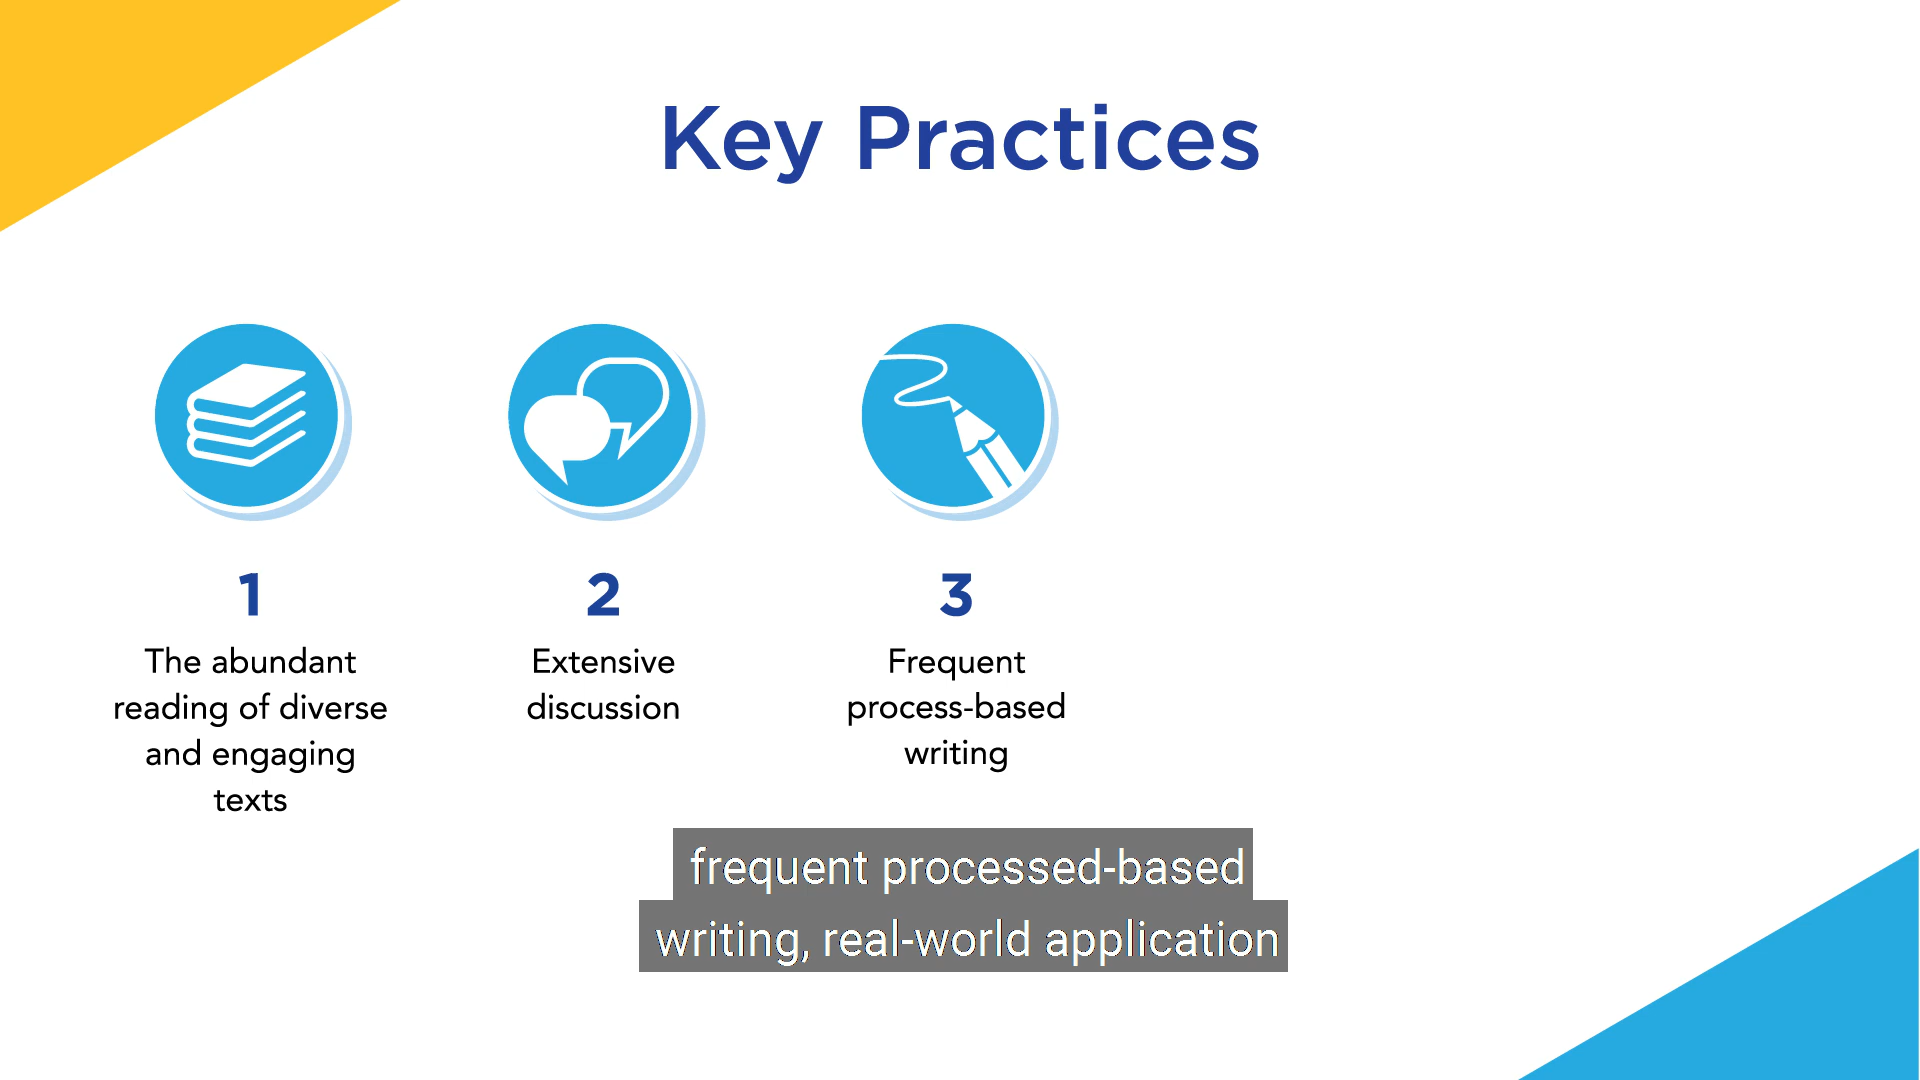 Key Practices
1
The abundant
reading of diverse
and engaging
texts
2
Extensive
discussion
3
Frequent
process-based
writing
frequent processed-based
writing, real-world application